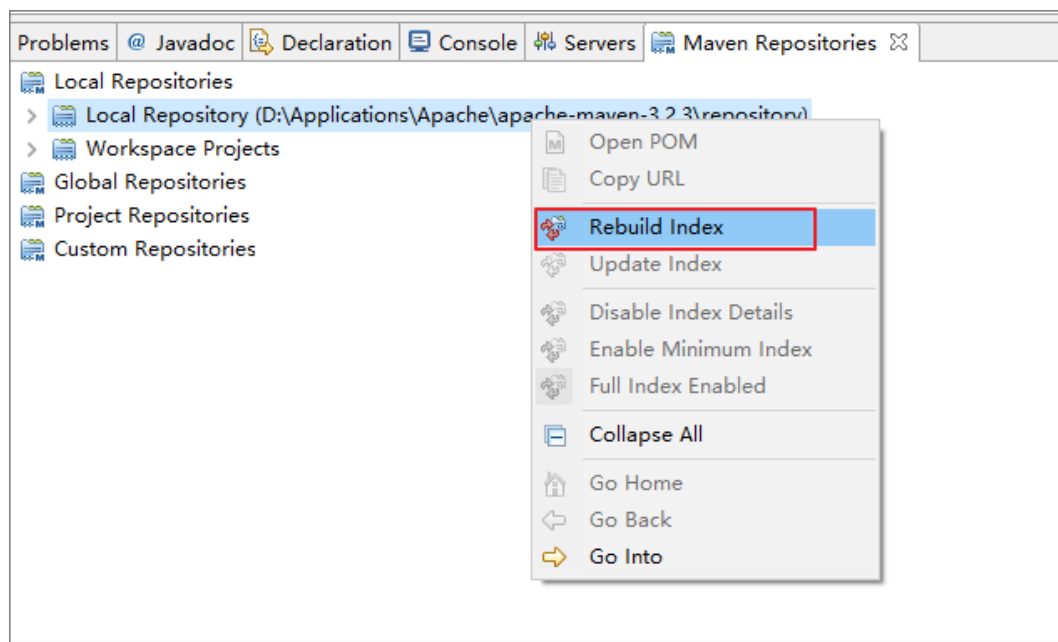 Problems @ Javadoc Declaration Console Servers Maven Repositories
Local Repositories
Local Repository (D:\Applications\Apache\apache-maven-3.2.3\repository)
Workspace Projects
Global Repositories
Project Repositories
Custom Repositories
Open POM
Copy URL
Rebuild Index
Update Index
Disable Index Details
Enable Minimum Index
Full Index Enabled
Collapse All
Go Home
Go Back
Go Into